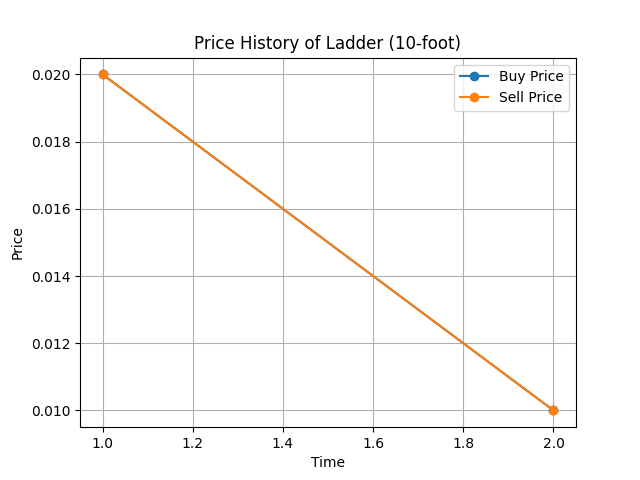 Price History of Ladder (10-foot)
Buy Price
Sell Price
Price
0.020
0.018
0.016
0.014
0.012
0.010
1.0 1.2 1.4 1.6 1.8 2.0
Time